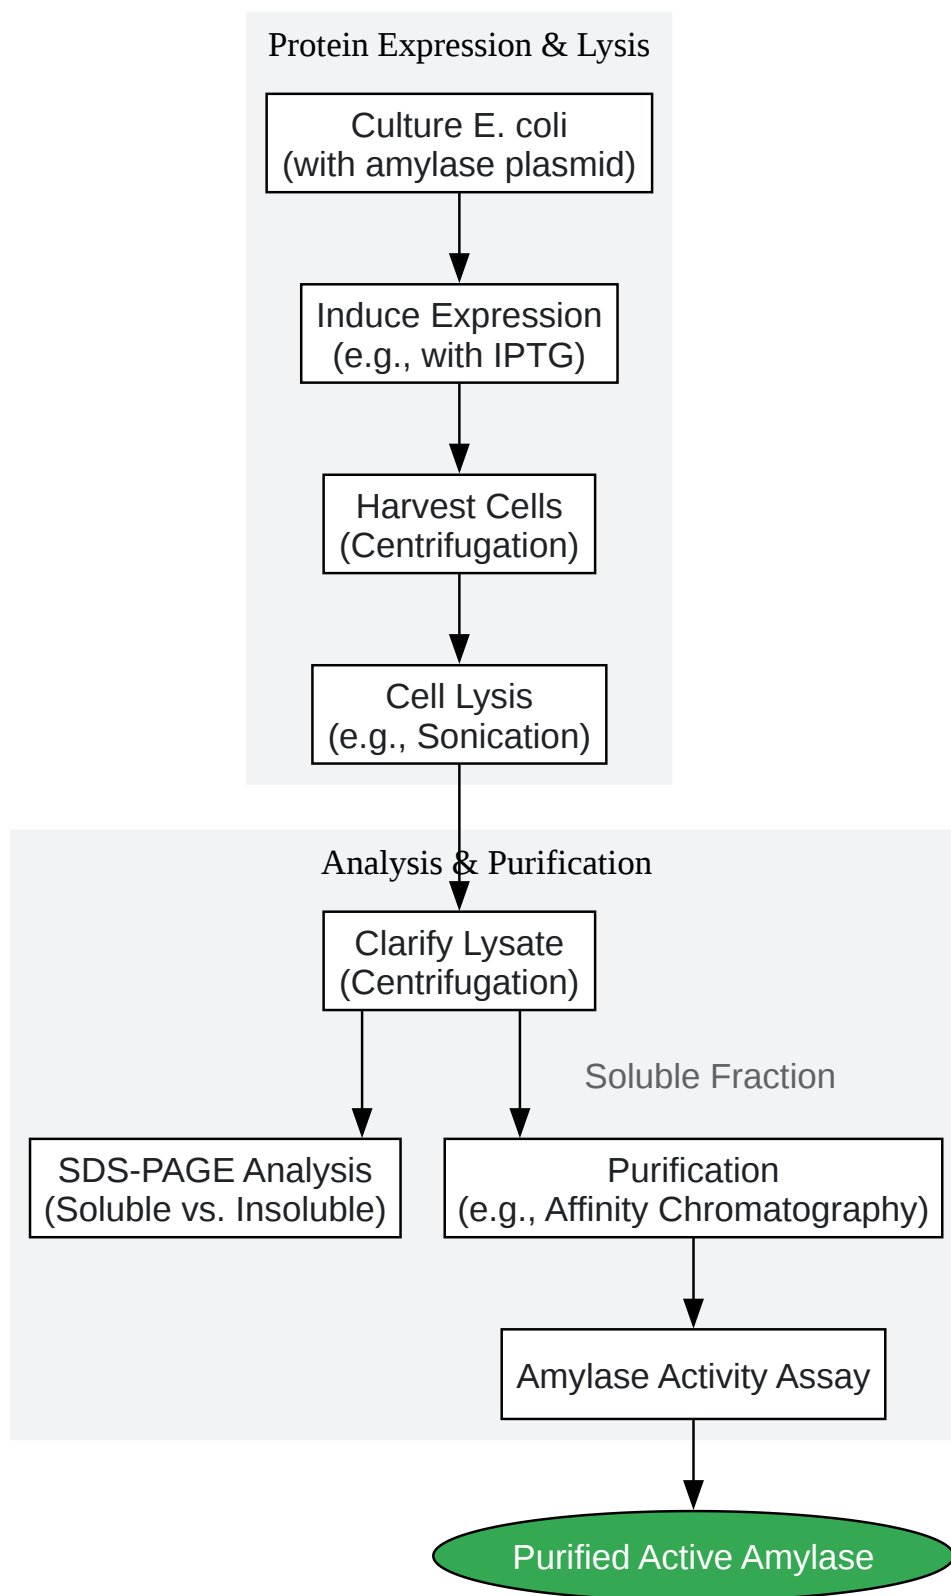 Protein Expression & Lysis
Culture E. coli
(with amylase plasmid)
Induce Expression
(e.g., with IPTG)
Harvest Cells
(Centrifugation)
Cell Lysis
(e.g., Sonication)
Analysis & Purification
Clarify Lysate
(Centrifugation)
Soluble Fraction
SDS-PAGE Analysis
(Soluble vs. Insoluble)
Purification
(e.g., Affinity Chromatography)
Amylase Activity Assay
Purified Active Amylase